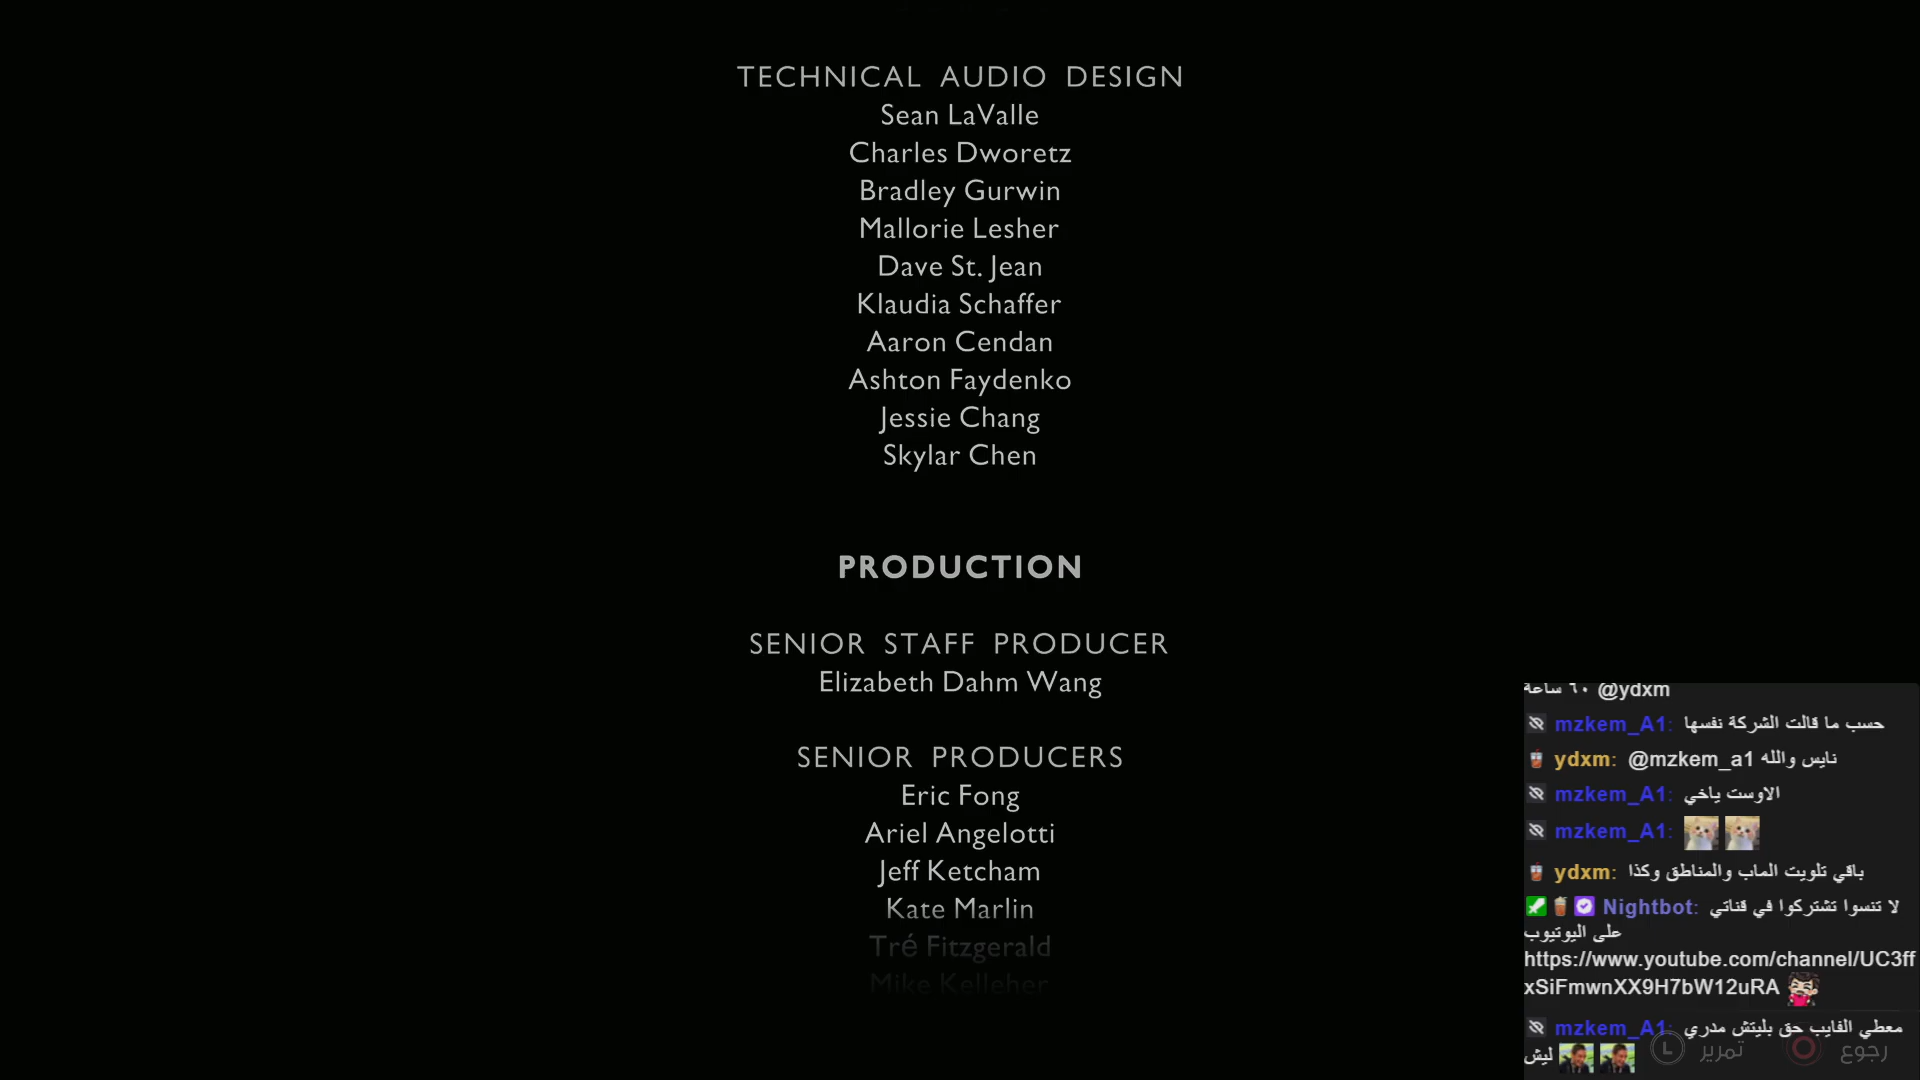 TECHNICAL AUDIO DESIGN
Sean LaValle
Charles Dworetz
Bradley Gurwin
Mallorie Lesher
Dave St. Jean
Klaudia Schaffer
Aaron Cendan
Ashton Faydenko
Jessie Chang
Skylar Chen
PRODUCTION
SENIOR STAFF PRODUCER
Elizabeth Dahm Wang
SENIOR PRODUCERS
Eric Fong
Ariel Angelotti
Jeff Ketcham
Kate Marlin
Tré Fitzgerald
Mike Kelleher
@ydxm ٦٠ ساعة
mzkem_A1: حسب ما قالت الشركة نفسها
ydxm: @mzkem_a1 نايس والله
mzkem_A1: الاوست ياخي
mzkem_A1:
ydxm: باقي تلويت الماب والمناطق وكذا
Nightbot: لا تنسوا تشتركوا في قناتي
على اليوتيوب
https://www.youtube.com/channel/UC3ff
xSiFmwnXX9H7bW12uRA
mzkem_A1: معطي الفايب حق بليتش مدري
ليش
L تمرير رجوع